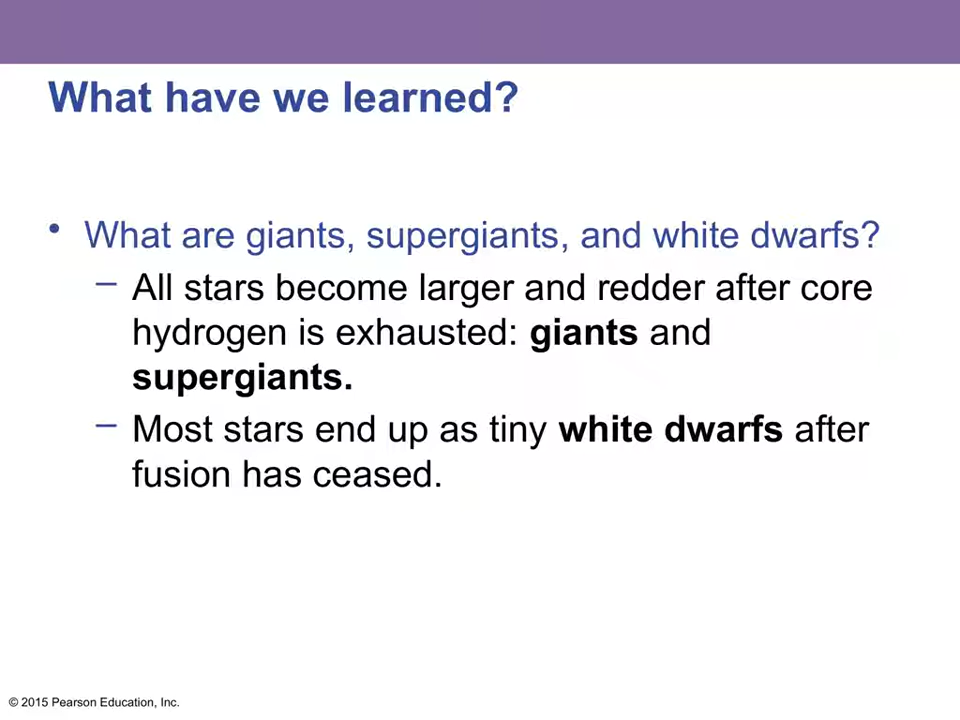 What have we learned?
• What are giants, supergiants, and white dwarfs?
– All stars become larger and redder after core
hydrogen is exhausted: giants and
supergiants.
– Most stars end up as tiny white dwarfs after
fusion has ceased.
© 2015 Pearson Education, Inc.